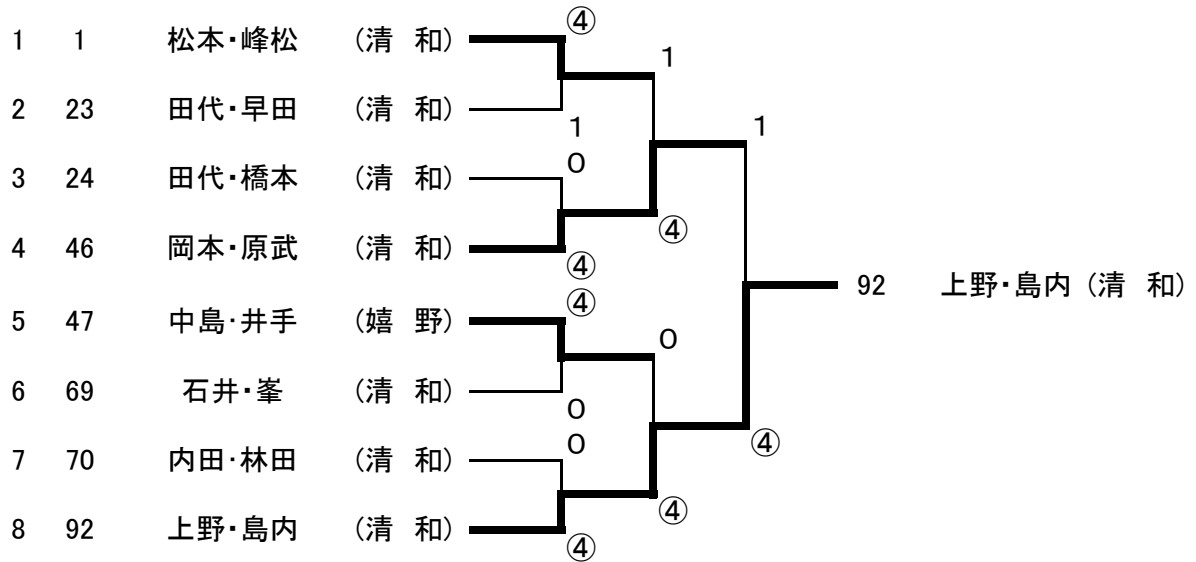 ④
1 1 松本・峰松 (清 和)
1
2 23 田代・早田 (清 和)
1
1
0
3 24 田代・橋本 (清 和)
④
4 46 岡本・原武 (清 和)
④
92 上野・島内 (清 和)
④
5 47 中島・井手 (嬉 野)
0
6 69 石井・峯 (清 和)
0
0
④
7 70 内田・林田 (清 和)
④
8 92 上野・島内 (清 和)
④